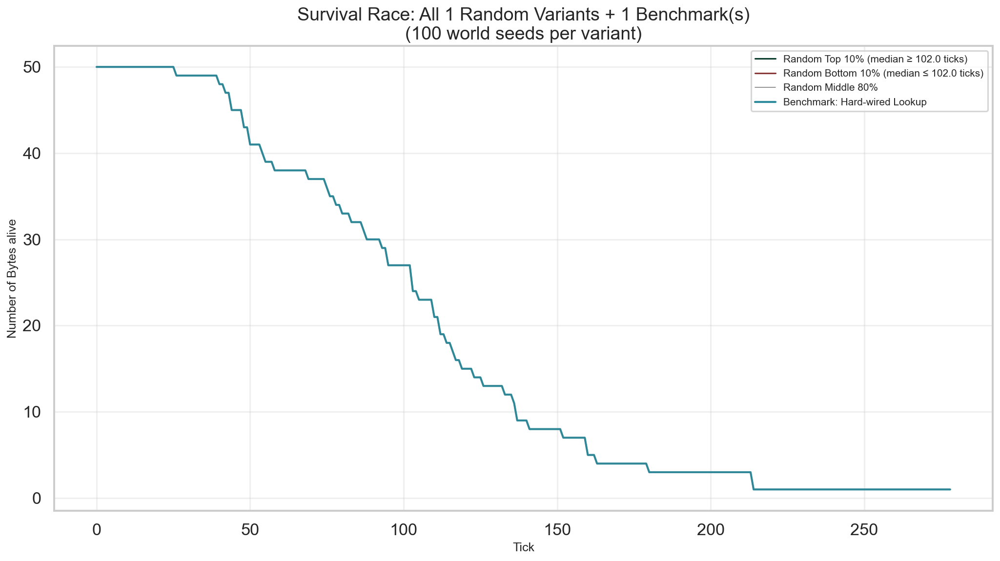 Survival Race: All 1 Random Variants + 1 Benchmark(s)
(100 world seeds per variant)
Random Top 10% (median ≥ 102.0 ticks)
Random Bottom 10% (median ≤ 102.0 ticks)
Random Middle 80%
Benchmark: Hard-wired Lookup
Number of Bytes alive
50
40
30
20
10
0
0 50 100 150 200 250
Tick